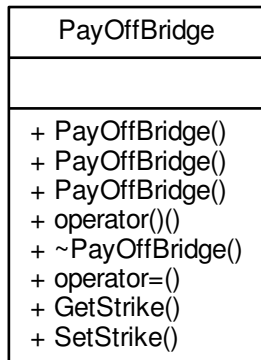 PayOffBridge
+ PayOffBridge()
+ PayOffBridge()
+ PayOffBridge()
+ operator()()
+ ~PayOffBridge()
+ operator=()
+ GetStrike()
+ SetStrike()